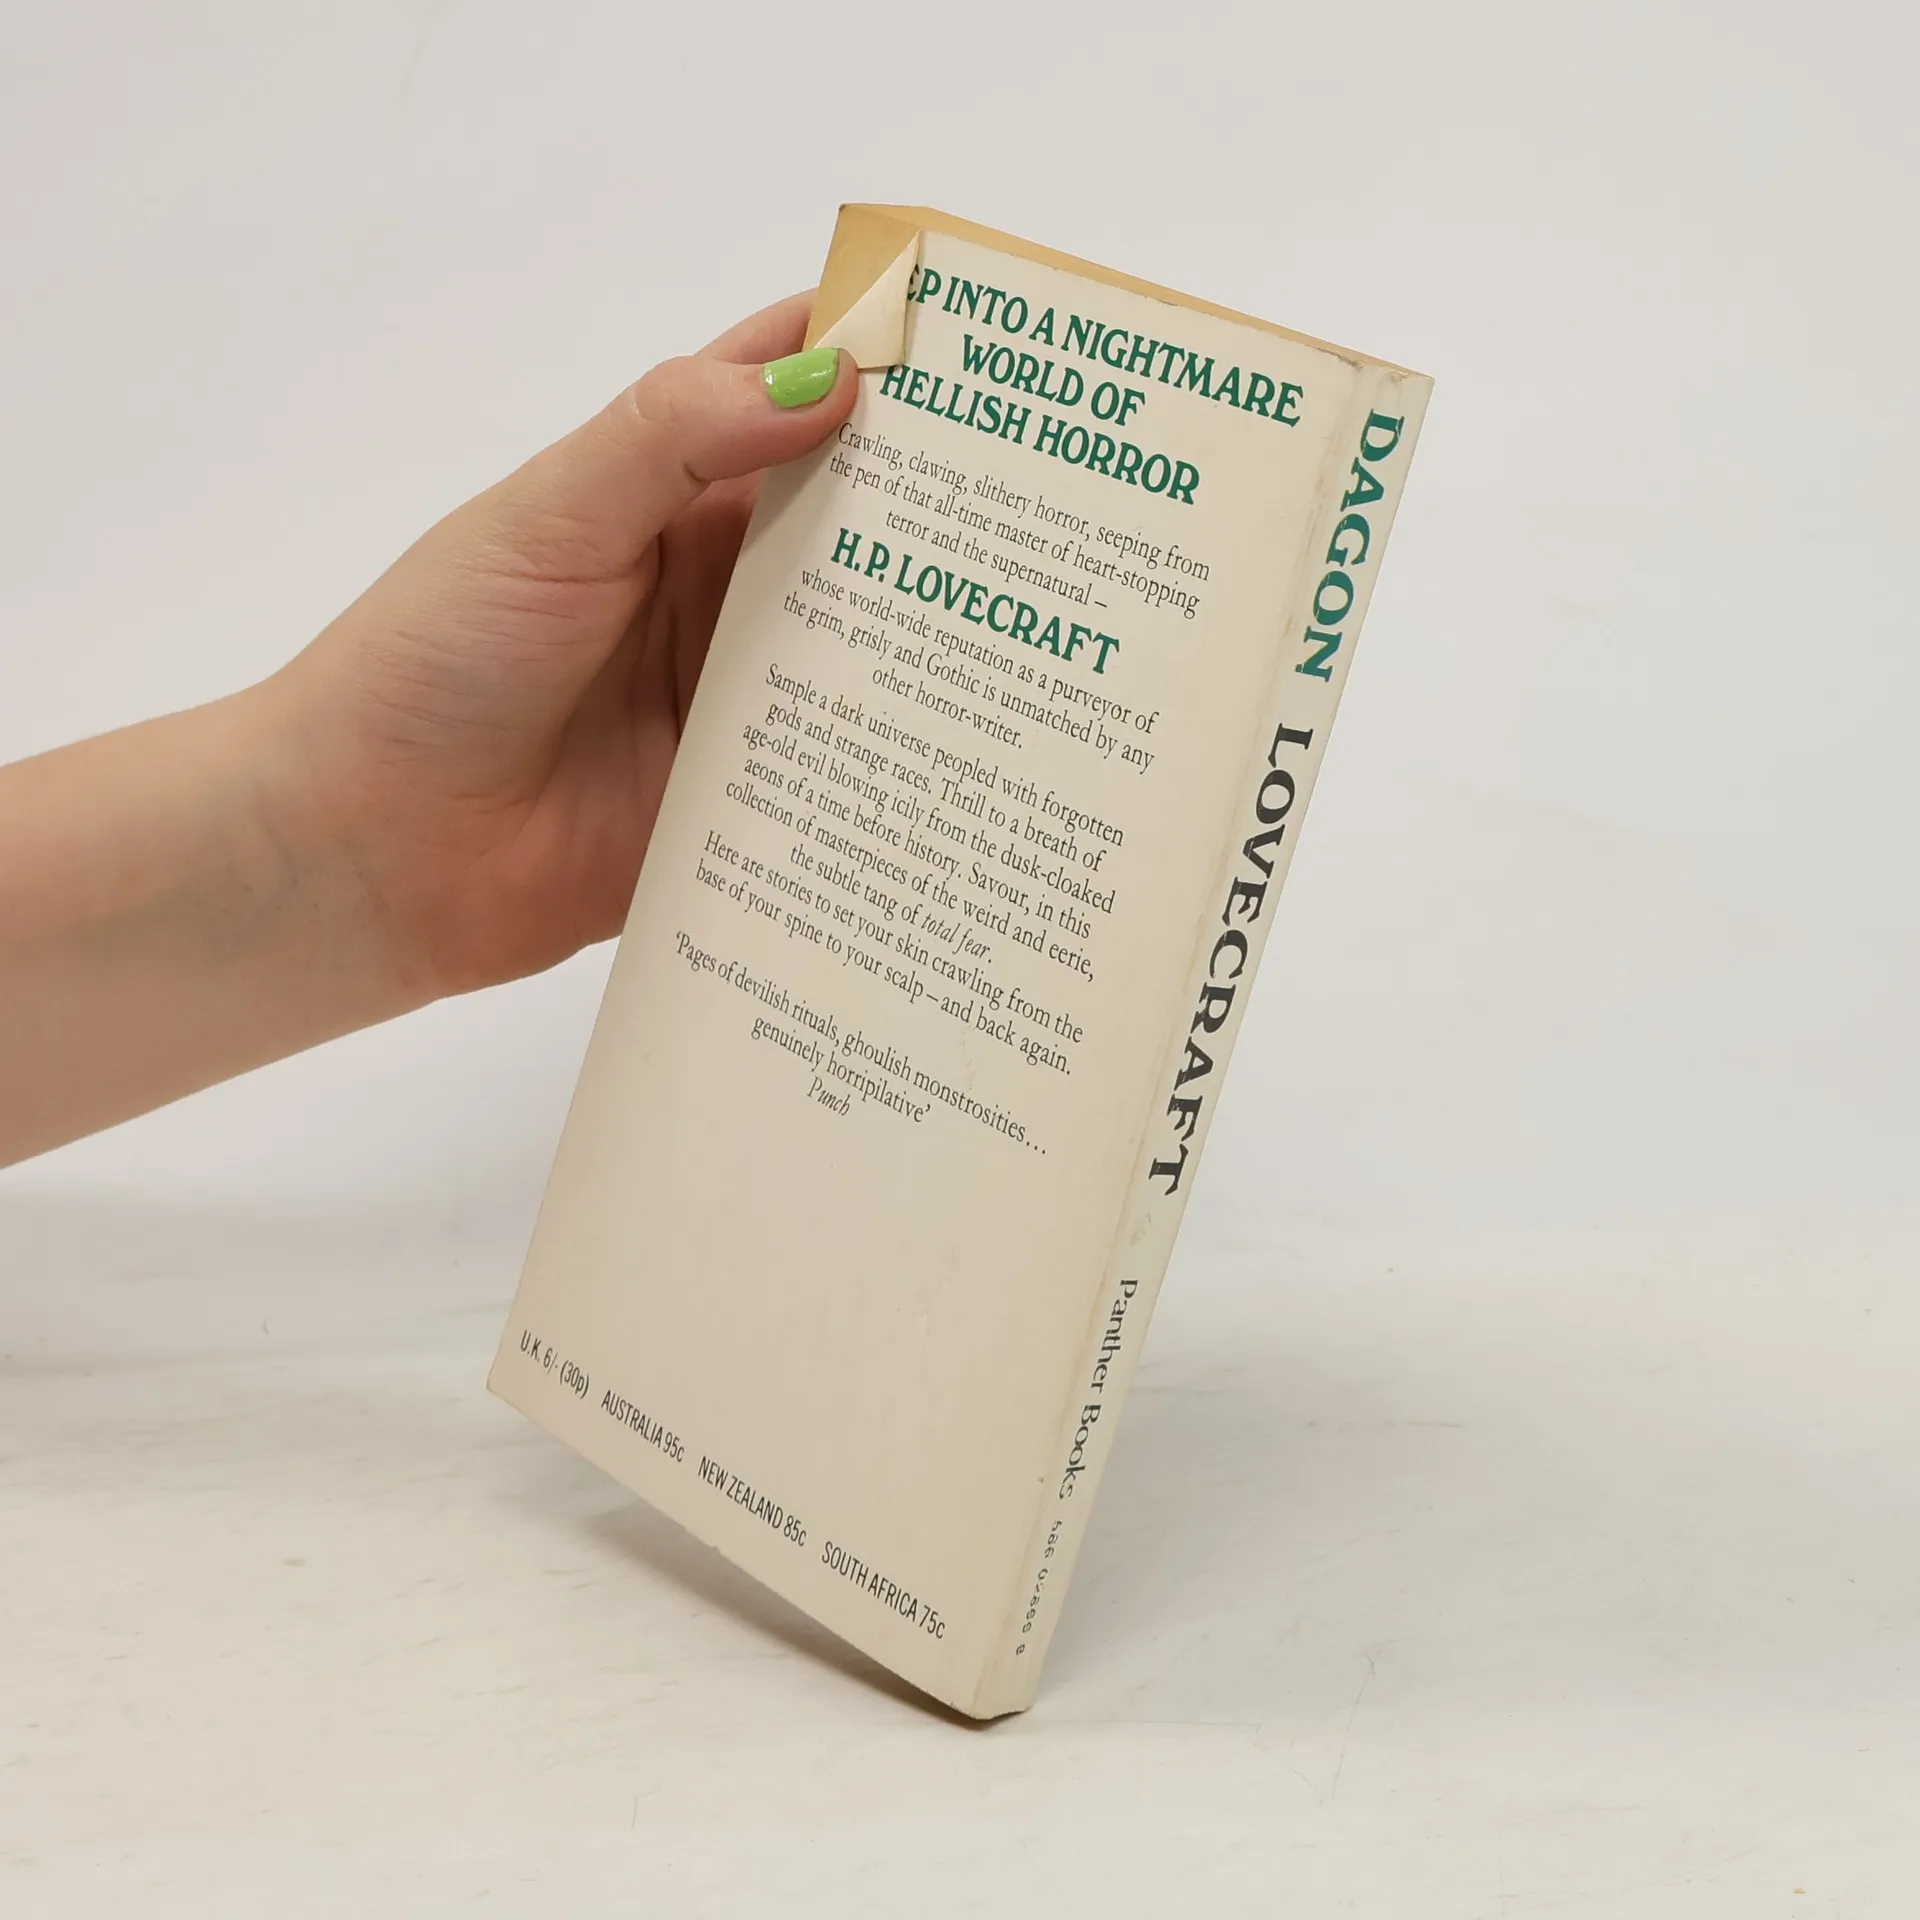 EP INTO A NIGHTMARE
WORLD OF
HELLISH HORROR
Crawling, clawing, slithery horror, seeping from
the pen of that all-time master of heart-stopping
terror and the supernatural –
H.P. LOVECRAFT
whose world-wide reputation as a purveyor of
the grim, grisly and Gothic is unmatched by any
other horror-writer.
Sample a dark universe peopled with forgotten
gods and strange races. Thrill to a breath of
age-old evil blowing icily from the dusk-cloaked
aeons of a time before history. Savour, in this
collection of masterpieces of the weird and eerie,
the subtle tang of total fear.
Here are stories to set your skin crawling from the
base of your spine to your scalp – and back again.
‘Pages of devilish rituals, ghoulish monstrosities...
genuinely horripilative’
Punch
U.K. 6/- (30p) AUSTRALIA 95c NEW ZEALAND 85c SOUTH AFRICA 75c
DAGON LOVECRAFT Panther Books 586